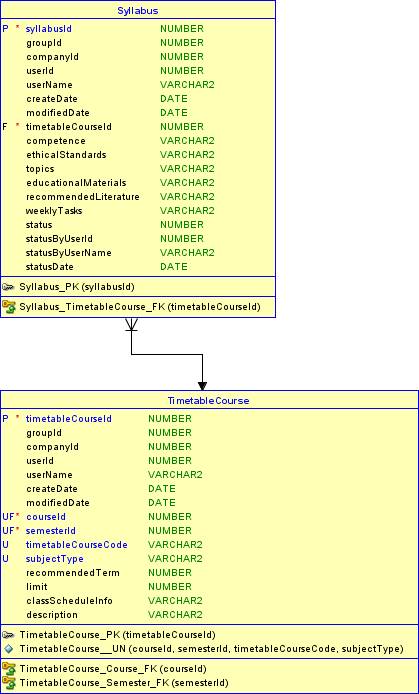 Syllabus
P * syllabusId NUMBER
groupId NUMBER
companyId NUMBER
userId NUMBER
userName VARCHAR2
createDate DATE
modifiedDate DATE
F * timetableCourseId NUMBER
competence VARCHAR2
ethicalStandards VARCHAR2
topics VARCHAR2
educationalMaterials VARCHAR2
recommendedLiterature VARCHAR2
weeklyTasks VARCHAR2
status NUMBER
statusByUserId NUMBER
statusByUserName VARCHAR2
statusDate DATE
Syllabus_PK (syllabusId)
Syllabus_TimetableCourse_FK (timetableCourseId)
TimetableCourse
P * timetableCourseId NUMBER
groupId NUMBER
companyId NUMBER
userId NUMBER
userName VARCHAR2
createDate DATE
modifiedDate DATE
UF* courseId NUMBER
UF* semesterId NUMBER
U timetableCourseCode VARCHAR2
U subjectType VARCHAR2
recommendedTerm NUMBER
limit NUMBER
classScheduleInfo VARCHAR2
description VARCHAR2
TimetableCourse_PK (timetableCourseId)
TimetableCourse__UN (courseId, semesterId, timetableCourseCode, subjectType)
TimetableCourse_Course_FK (courseId)
TimetableCourse_Semester_FK (semesterId)